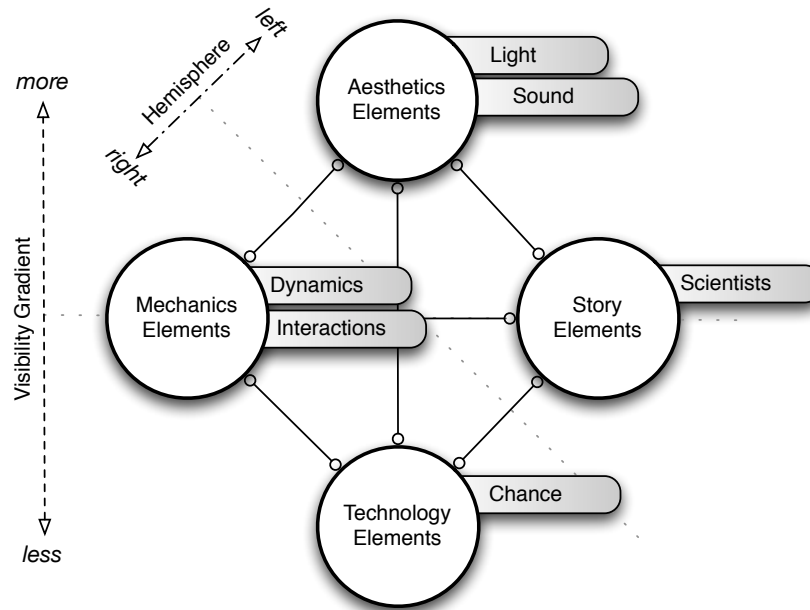 more
Visibility Gradient
less
left
Hemisphere
right
Aesthetics
Elements
Light
Sound
Mechanics
Elements
Dynamics
Interactions
Story
Elements
Scientists
Technology
Elements
Chance